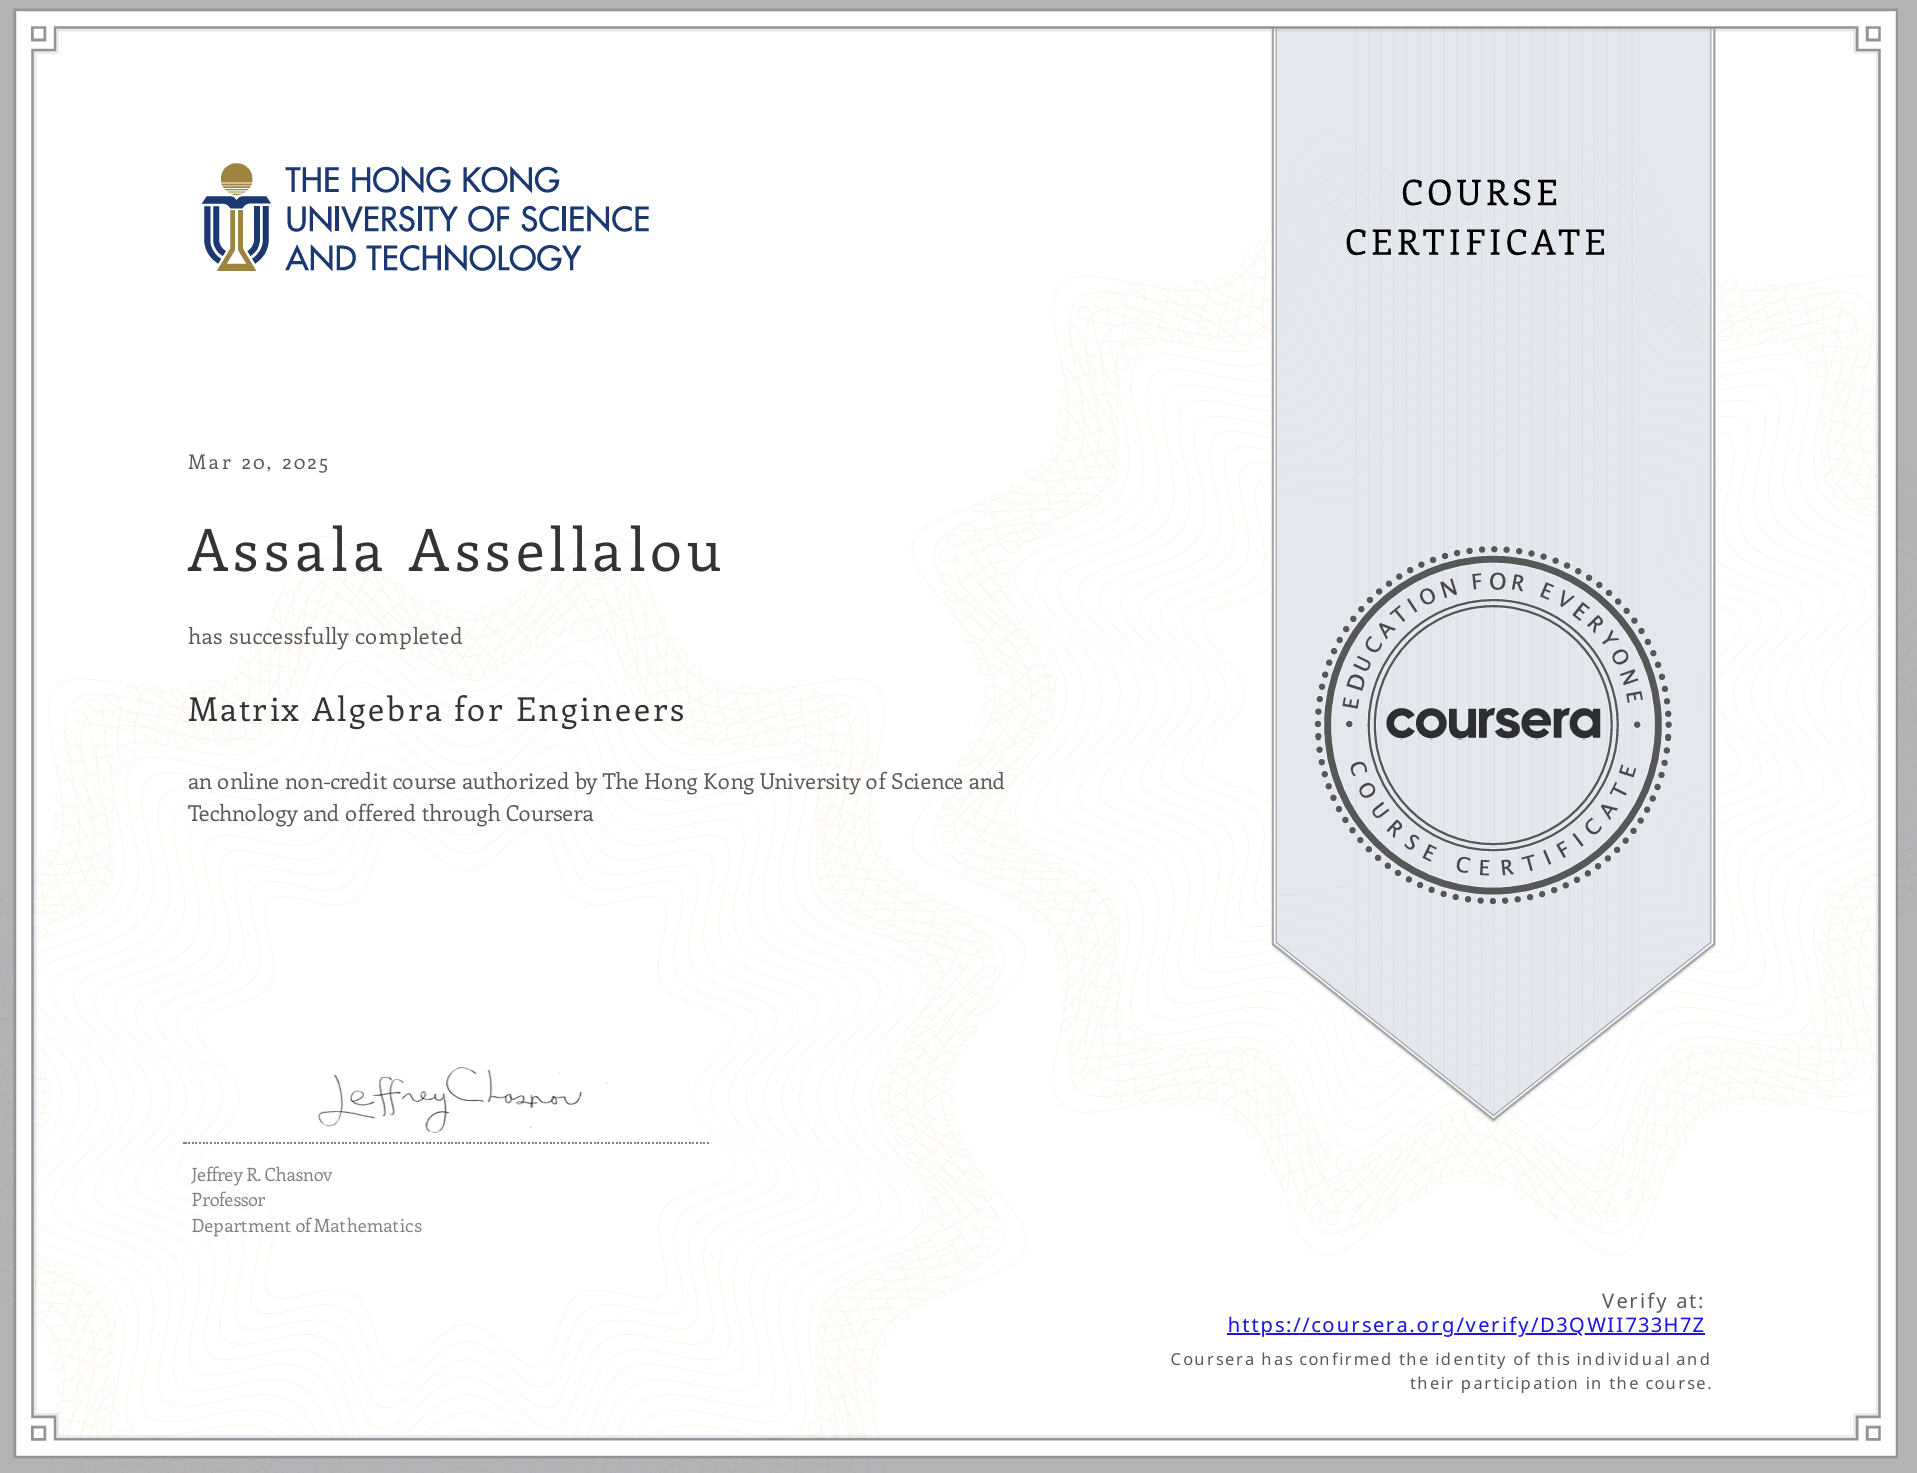 THE HONG KONG
UNIVERSITY OF SCIENCE
AND TECHNOLOGY
COURSE
CERTIFICATE
Mar 20, 2025
Assala Assellalou
has successfully completed
Matrix Algebra for Engineers
an online non-credit course authorized by The Hong Kong University of Science and
Technology and offered through Coursera
EDUCATION FOR EVERYONE
coursera
COURSE CERTIFICATE
Jeffrey Chasnov
Jeffrey R. Chasnov
Professor
Department of Mathematics
Verify at:
https://coursera.org/verify/D3QWII733H7Z
Coursera has confirmed the identity of this individual and
their participation in the course.